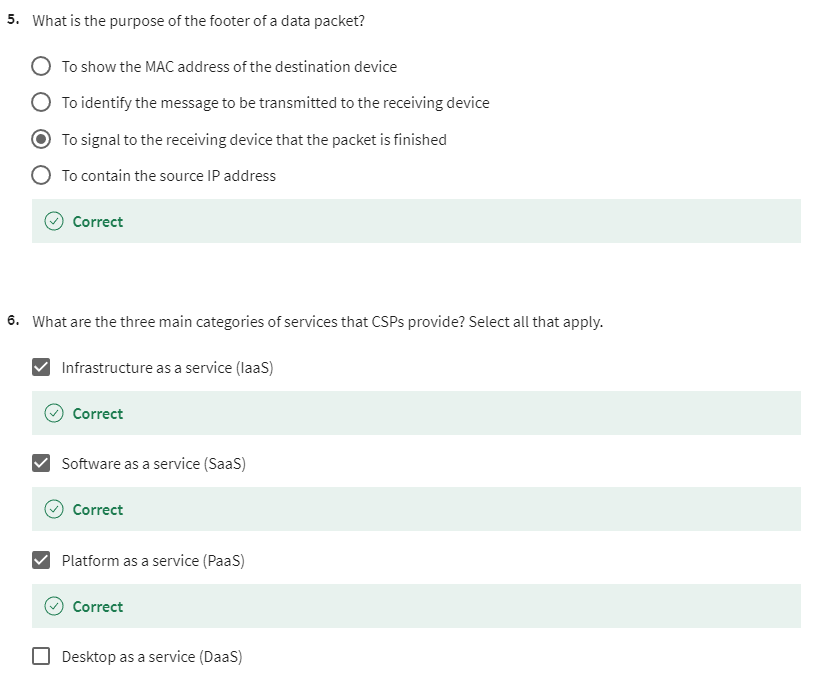 5. What is the purpose of the footer of a data packet?
To show the MAC address of the destination device
To identify the message to be transmitted to the receiving device
To signal to the receiving device that the packet is finished
To contain the source IP address
Correct
6. What are the three main categories of services that CSPs provide? Select all that apply.
Infrastructure as a service (IaaS)
Correct
Software as a service (SaaS)
Correct
Platform as a service (PaaS)
Correct
Desktop as a service (DaaS)